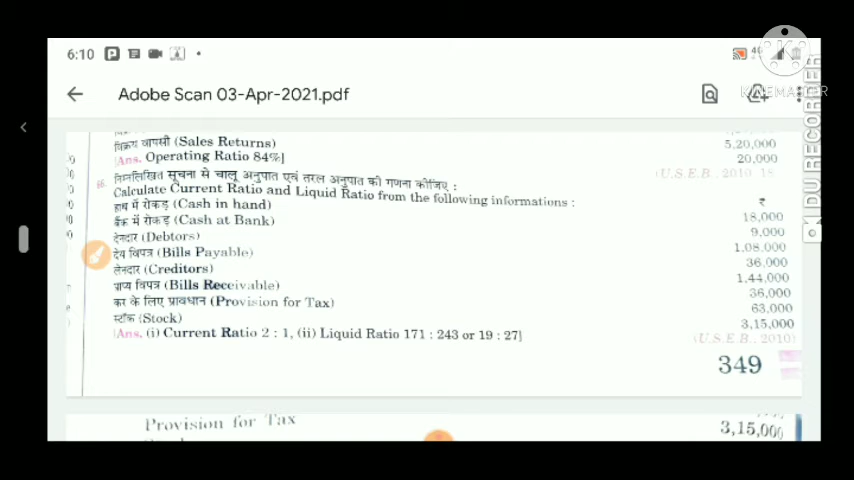 6:10
4G
KINEMASTER
DU RECORDER
Adobe Scan 03-Apr-2021.pdf
विक्रय वापसी (Sales Returns) 5,20,000
[Ans. Operating Ratio 84%] 20,000
(U.S.E.B., 2010, 18
निम्नलिखित सूचना से चालू अनुपात एवं तरल अनुपात की गणना कीजिए :
Calculate Current Ratio and Liquid Ratio from the following informations : ₹
हाथ में रोकड़ (Cash in hand) 18,000
बैंक में रोकड़ (Cash at Bank) 9,000
देनदार (Debtors) 1,08,000
देय विपत्र (Bills Payable) 36,000
लेनदार (Creditors) 1,44,000
प्राप्य विपत्र (Bills Receivable) 36,000
कर के लिए प्रावधान (Provision for Tax) 63,000
स्टॉक (Stock) 3,15,000
[Ans. (i) Current Ratio 2 : 1, (ii) Liquid Ratio 171 : 243 or 19 : 27] (U.S.E.B., 2010)
349
Provision for Tax
3,15,000